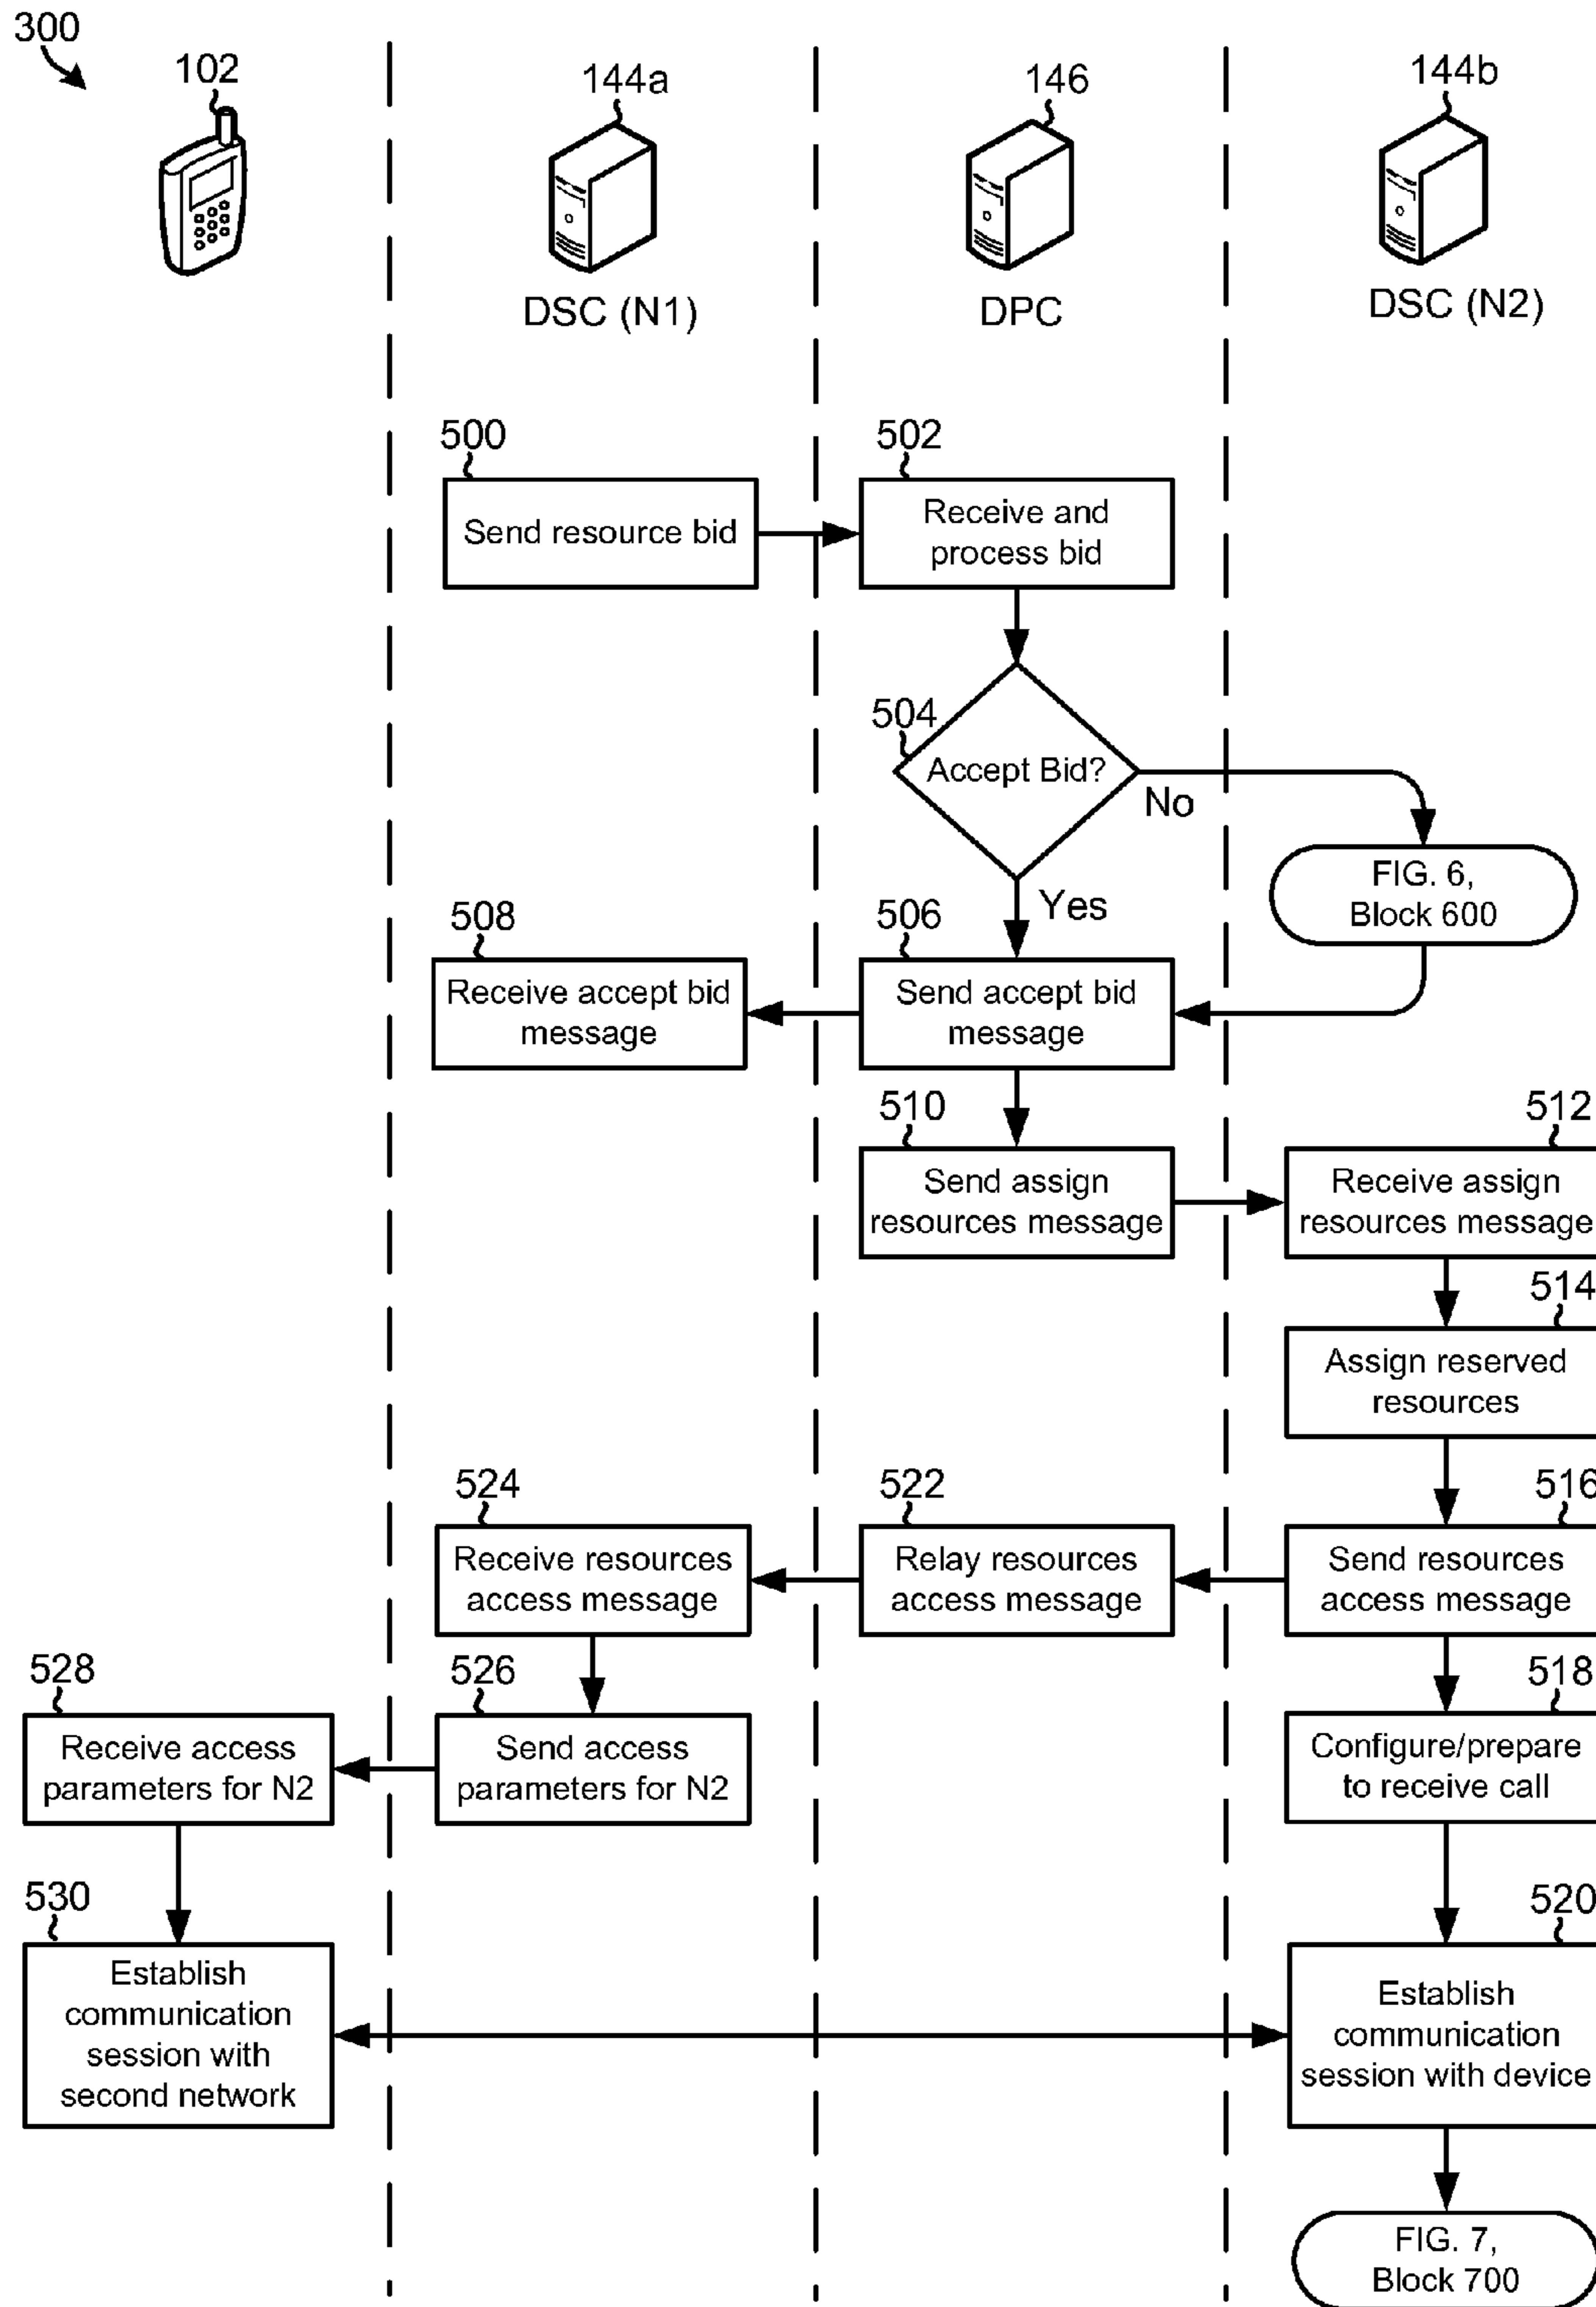 300
102
144a
146
144b
DSC (N1)
DPC
DSC (N2)
500
502
Send resource bid
Receive and
process bid
504
Accept Bid?
No
Yes
FIG. 6,
Block 600
508
506
Receive accept bid
message
Send accept bid
message
510
512
Send assign
resources message
Receive assign
resources message
514
Assign reserved
resources
524
522
516
Receive resources
access message
Relay resources
access message
Send resources
access message
528
526
518
Receive access
parameters for N2
Send access
parameters for N2
Configure/prepare
to receive call
530
520
Establish
communication
session with
second network
Establish
communication
session with device
FIG. 7,
Block 700